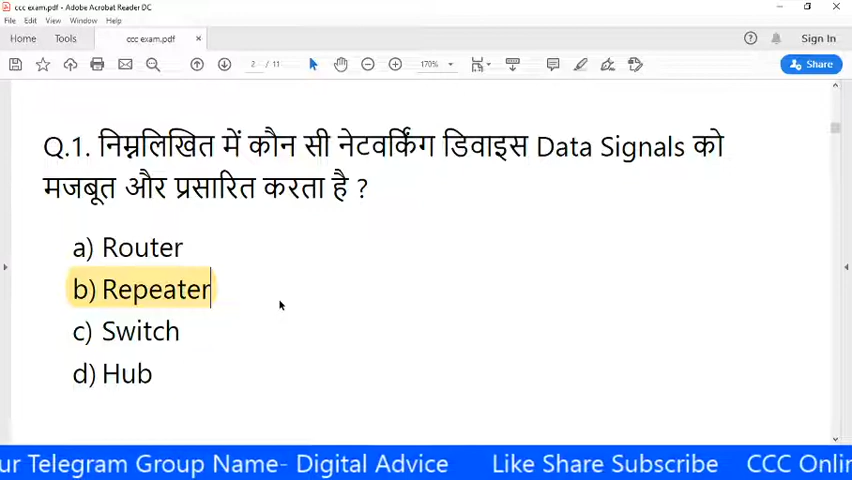 ccc exam.pdf - Adobe Acrobat Reader DC
File Edit View Window Help
Home Tools ccc exam.pdf × Sign In
2 / 11 170% Share
Q.1. निम्नलिखित में कौन सी नेटवर्किंग डिवाइस Data Signals को
मजबूत और प्रसारित करता है ?
a) Router
b) Repeater
c) Switch
d) Hub
ur Telegram Group Name- Digital Advice Like Share Subscribe CCC Onlin